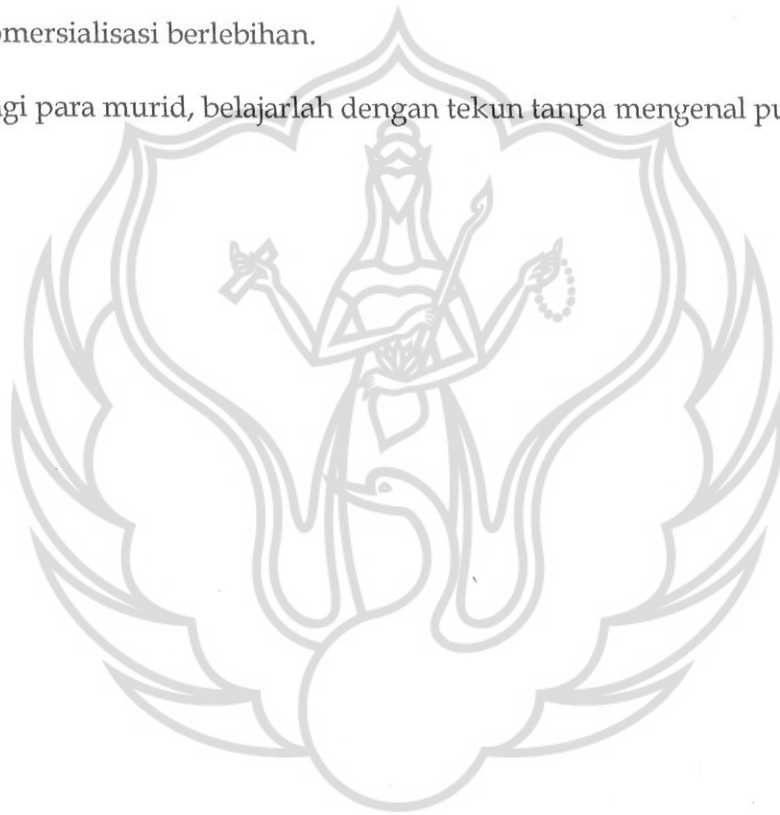 omersialisasi berlebihan.
gi para murid, belajarlah dengan tekun tanpa mengenal pu